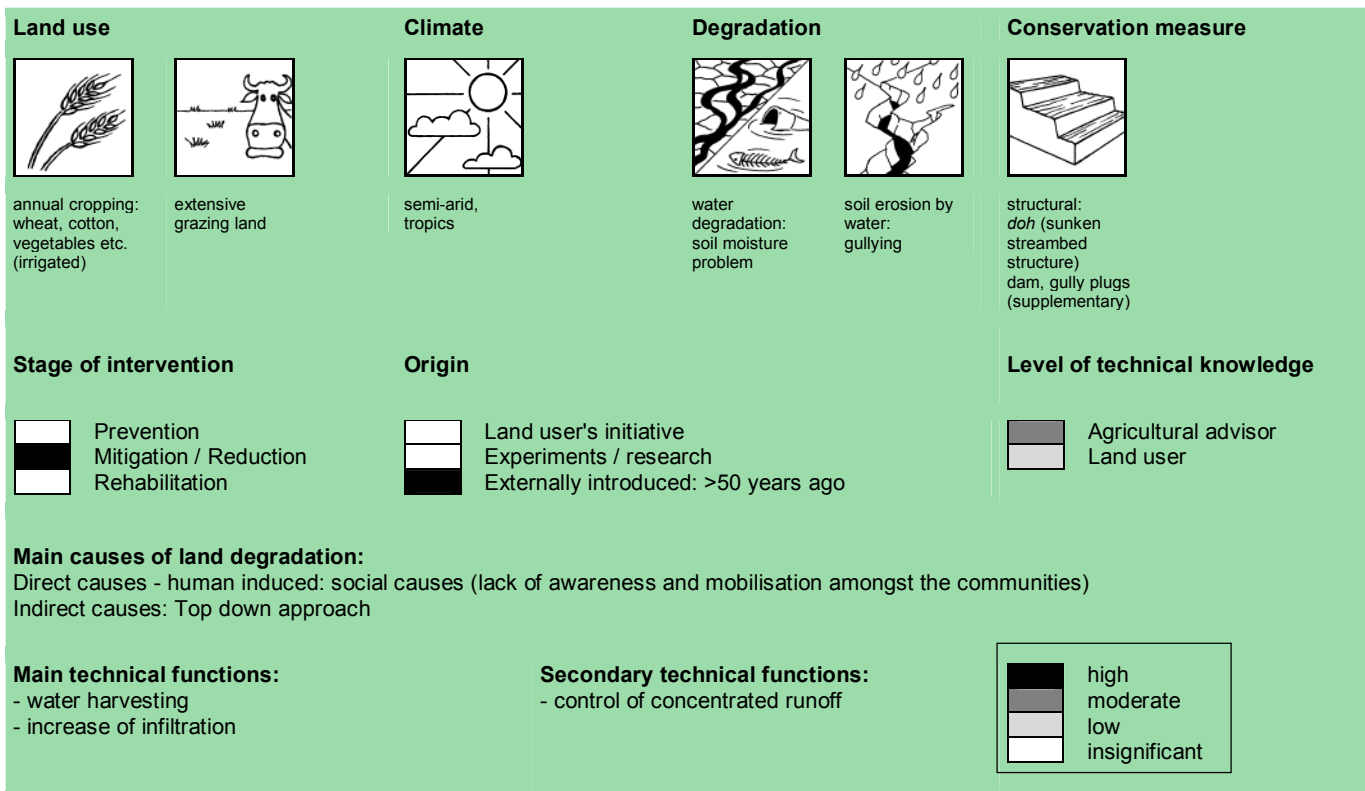 Land use
Climate
Degradation
Conservation measure
annual cropping:
wheat, cotton,
vegetables etc.
(irrigated)
extensive
grazing land
semi-arid,
tropics
water
degradation:
soil moisture
problem
soil erosion by
water:
gullying
structural:
doh (sunken
streambed
structure)
dam, gully plugs
(supplementary)
Stage of intervention
Prevention
Mitigation / Reduction
Rehabilitation
Origin
Land user's initiative
Experiments / research
Externally introduced: >50 years ago
Level of technical knowledge
Agricultural advisor
Land user
Main causes of land degradation:
Direct causes - human induced: social causes (lack of awareness and mobilisation amongst the communities)
Indirect causes: Top down approach
Main technical functions:
- water harvesting
- increase of infiltration
Secondary technical functions:
- control of concentrated runoff
high
moderate
low
insignificant